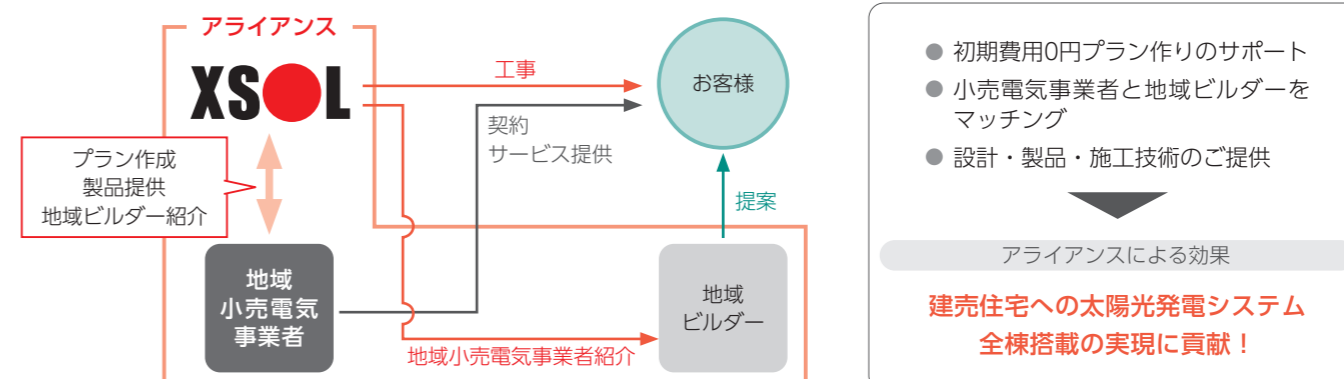 アライアンス
XSOL
工事
お客様
契約
サービス提供
プラン作成
製品提供
地域ビルダー紹介
提案
地域
小売電気
事業者
地域
ビルダー
地域小売電気事業者紹介
● 初期費用0円プラン作りのサポート
● 小売電気事業者と地域ビルダーを
マッチング
● 設計・製品・施工技術のご提供
アライアンスによる効果
建売住宅への太陽光発電システム
全棟搭載の実現に貢献！